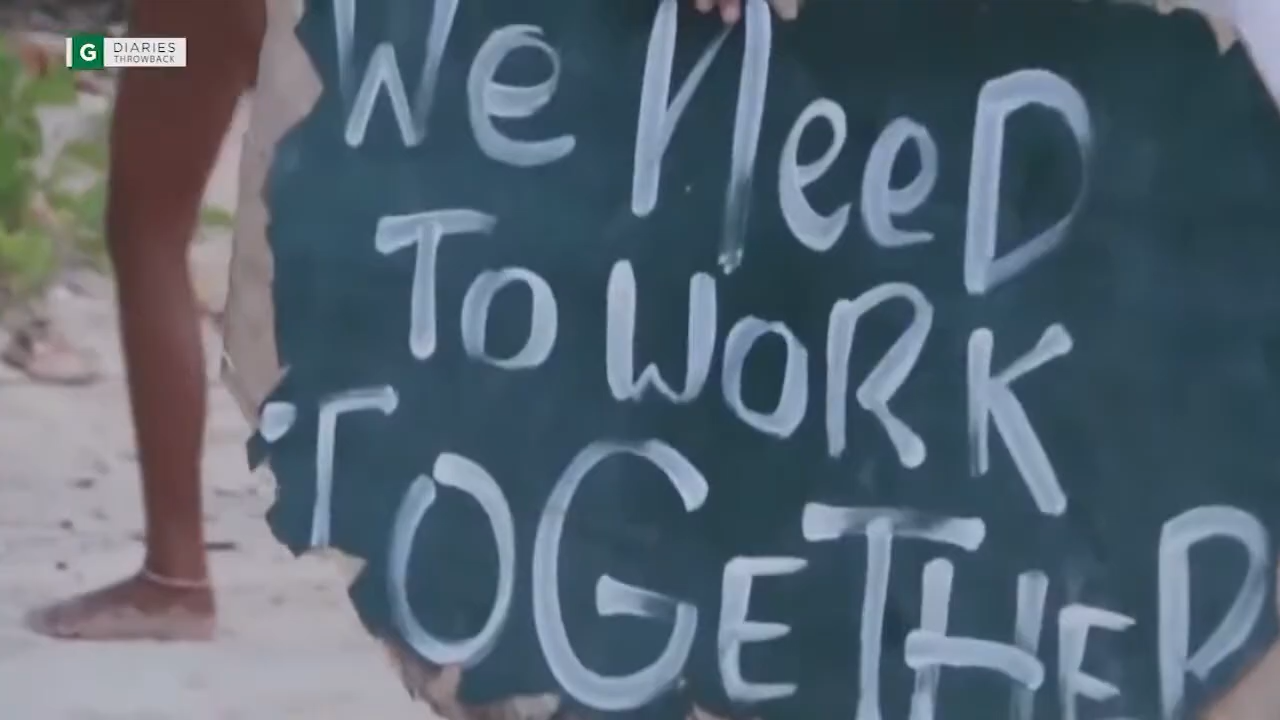 G DIARIES
THROWBACK
We NeeD
To WORK
TOGETHER